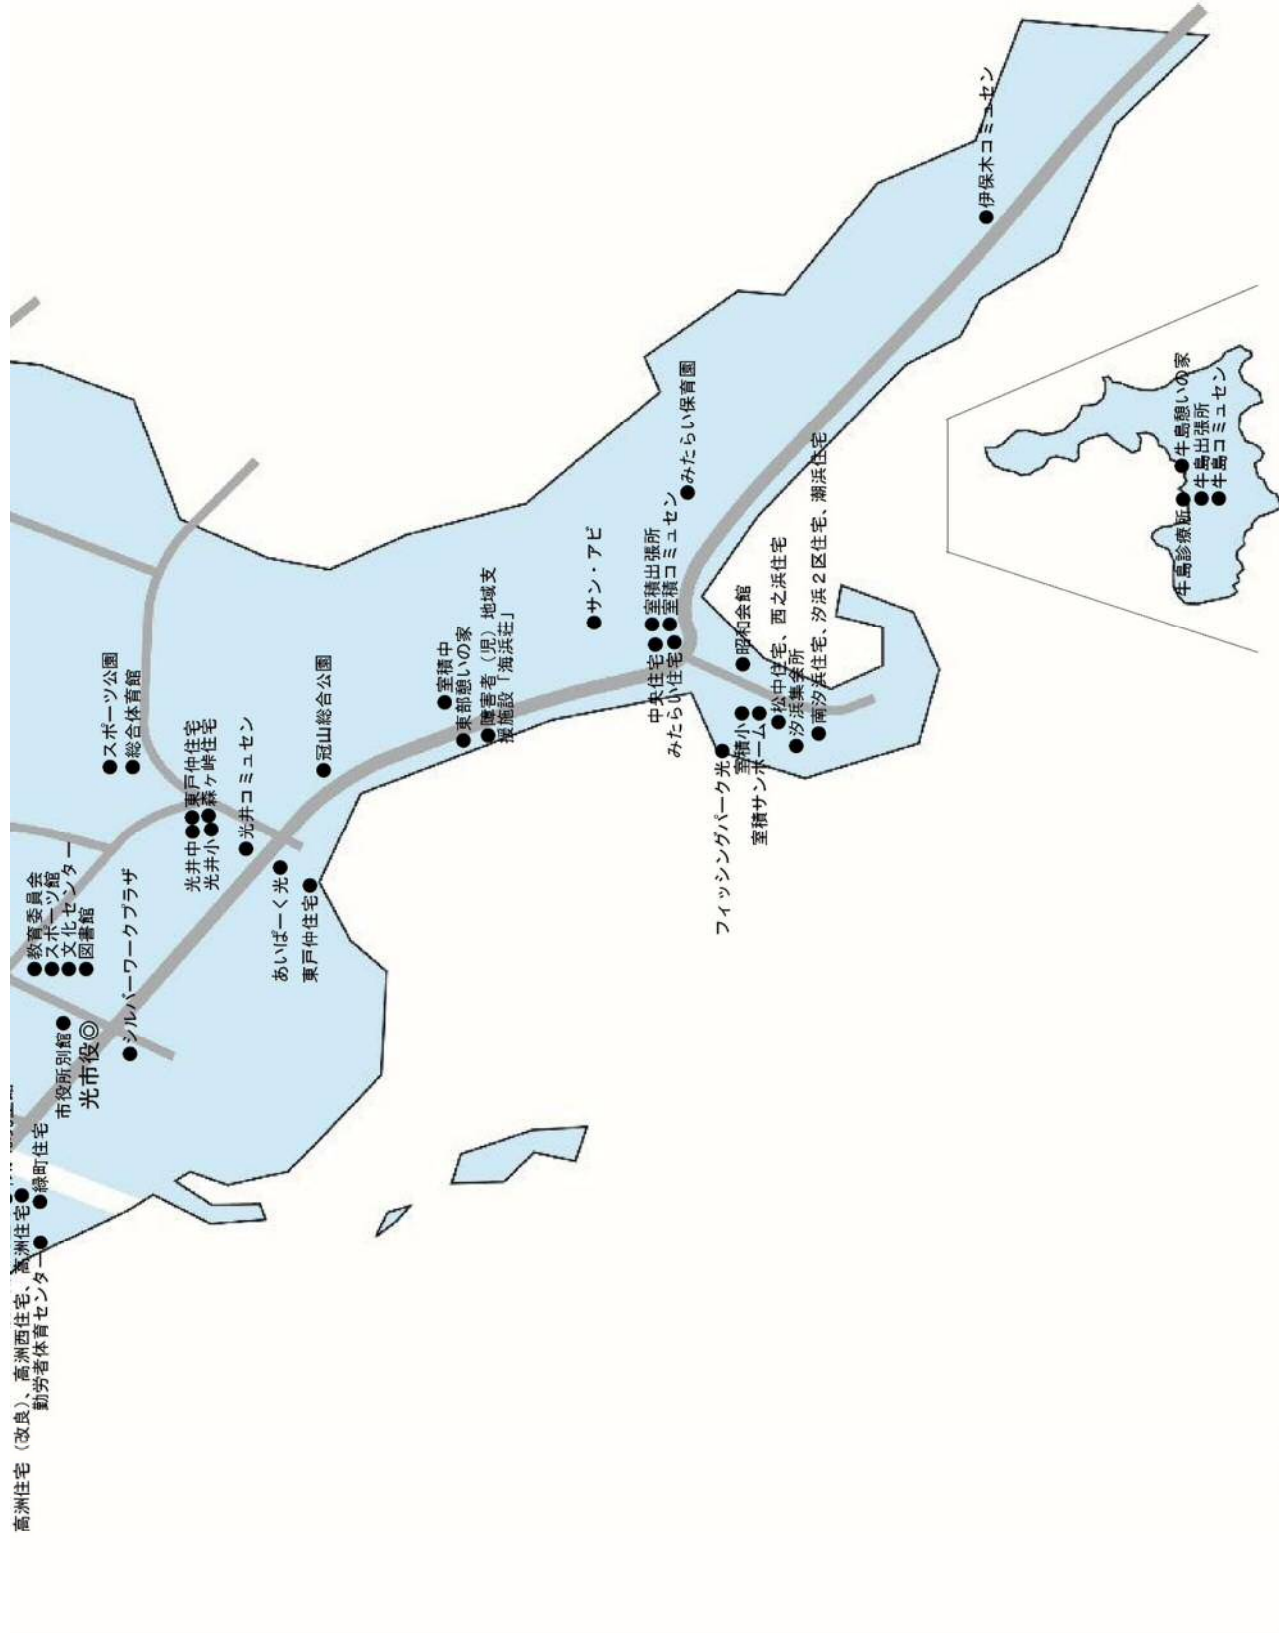 高洲住宅（改良）、高洲西住宅、高洲住宅
勤労者体育センター
緑町住宅
市役所別館
光市役
教育委員会
スポーツ館
文化センター
図書館
シルバーワークプラザ
スポーツ公園
総合体育館
光井中
東戸仲住宅
光井小
森ヶ峠住宅
光井コミュセン
あいぱーく光
東戸仲住宅
冠山総合公園
室積中
東部憩いの家
障害者（児）地域支
援施設「海浜荘」
サン・アビ
中央住宅
室積出張所
みたらい住宅
室積コミュセン
みたらい保育園
フィッシングパーク光
室積小
昭和会館
室積サンホーム
松中住宅、西之浜住宅
汐浜集会所
南汐浜住宅、汐浜２区住宅、潮浜住宅
伊保木コミュセン
牛島診療所
牛島憩いの家
牛島出張所
牛島コミュセン